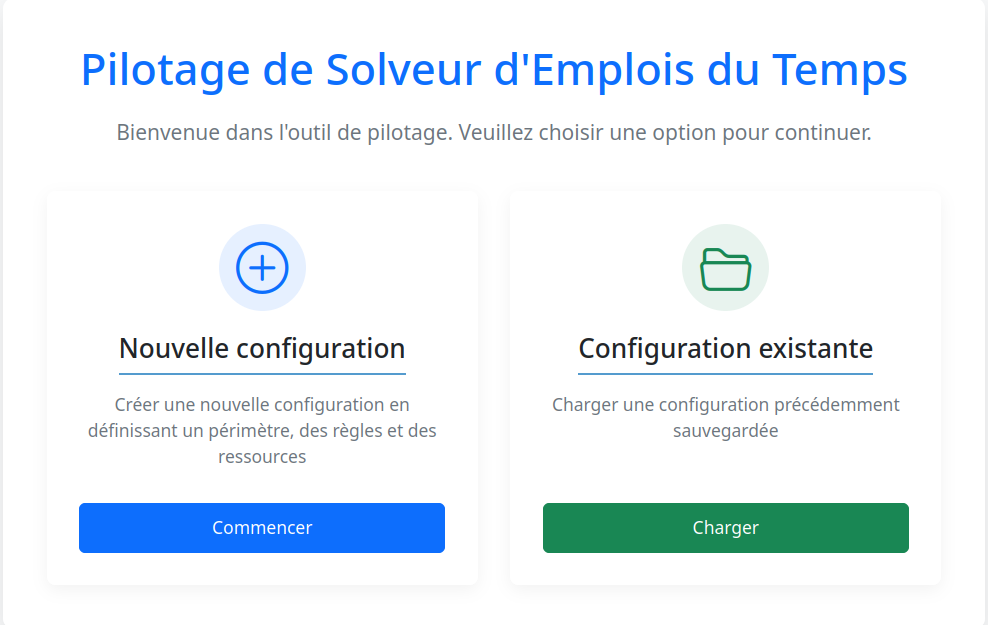 Pilotage de Solveur d'Emplois du Temps
Bienvenue dans l'outil de pilotage. Veuillez choisir une option pour continuer.
Nouvelle configuration
Créer une nouvelle configuration en
définissant un périmètre, des règles et des
ressources
Commencer
Configuration existante
Charger une configuration précédemment
sauvegardée
Charger